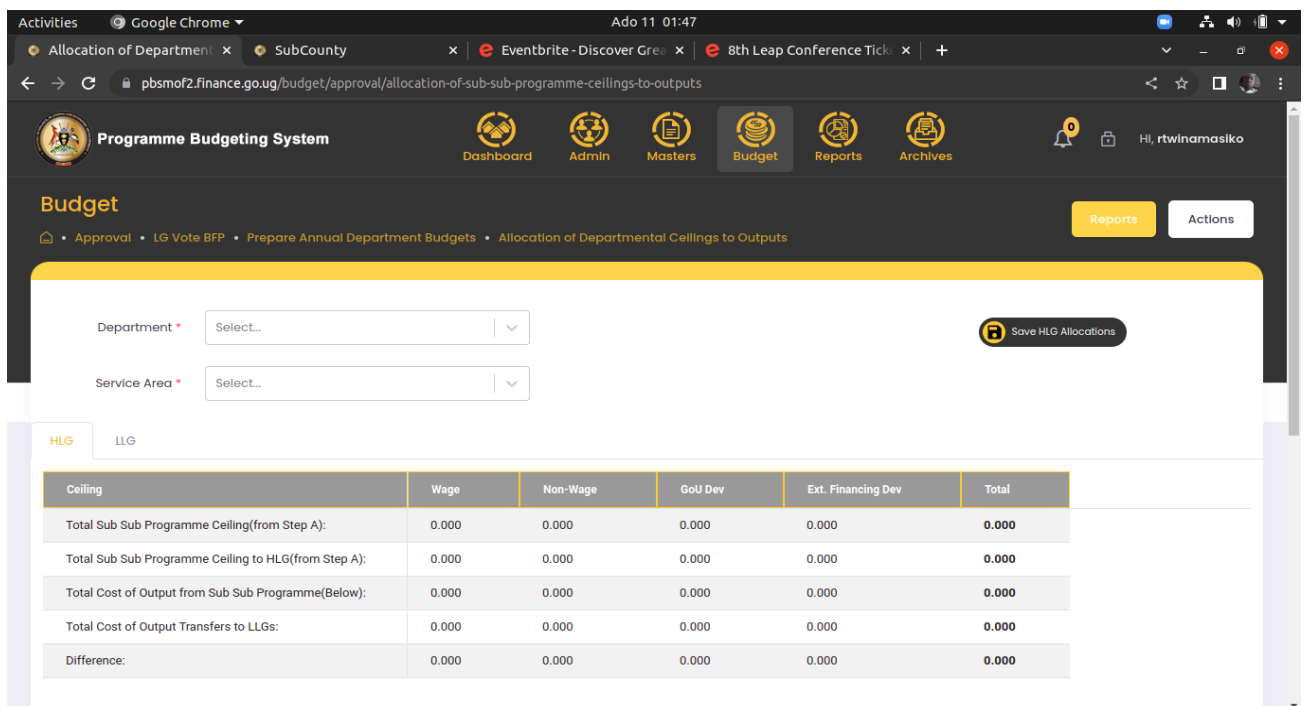 Activities Google Chrome Ado 11 01:47
Allocation of Department SubCounty Eventbrite - Discover Grea 8th Leap Conference Ticke
pbsmof2.finance.go.ug/budget/approval/allocation-of-sub-sub-programme-ceilings-to-outputs
Programme Budgeting System Dashboard Admin Masters Budget Reports Archives 0 Hi, rtwinamasiko
Budget
Reports Actions
Approval • LG Vote BFP • Prepare Annual Department Budgets • Allocation of Departmental Ceilings to Outputs
Department * Select... Save HLG Allocations
Service Area * Select...
HLG LLG
Ceiling Wage Non-Wage GoU Dev Ext. Financing Dev Total
Total Sub Sub Programme Ceiling(from Step A): 0.000 0.000 0.000 0.000 0.000
Total Sub Sub Programme Ceiling to HLG(from Step A): 0.000 0.000 0.000 0.000 0.000
Total Cost of Output from Sub Sub Programme(Below): 0.000 0.000 0.000 0.000 0.000
Total Cost of Output Transfers to LLGs: 0.000 0.000 0.000 0.000 0.000
Difference: 0.000 0.000 0.000 0.000 0.000